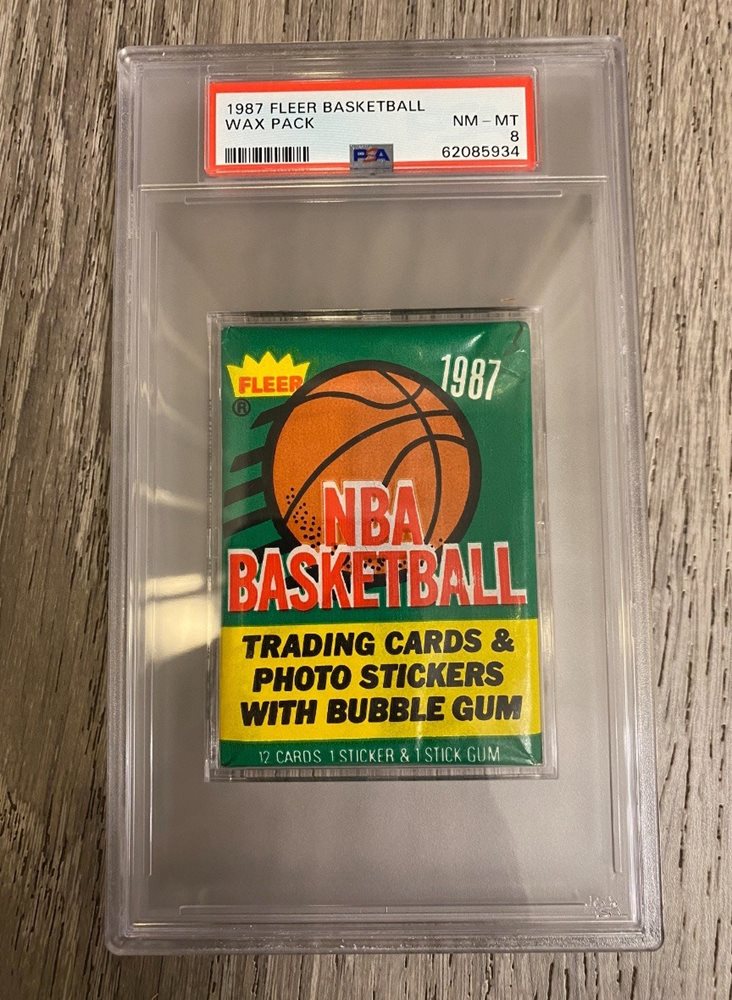 1987 FLEER BASKETBALL
WAX PACK
NM – MT
8
PSA
62085934
FLEER
®
1987
NBA
BASKETBALL
TRADING CARDS &
PHOTO STICKERS
WITH BUBBLE GUM
12 CARDS 1 STICKER & 1 STICK GUM